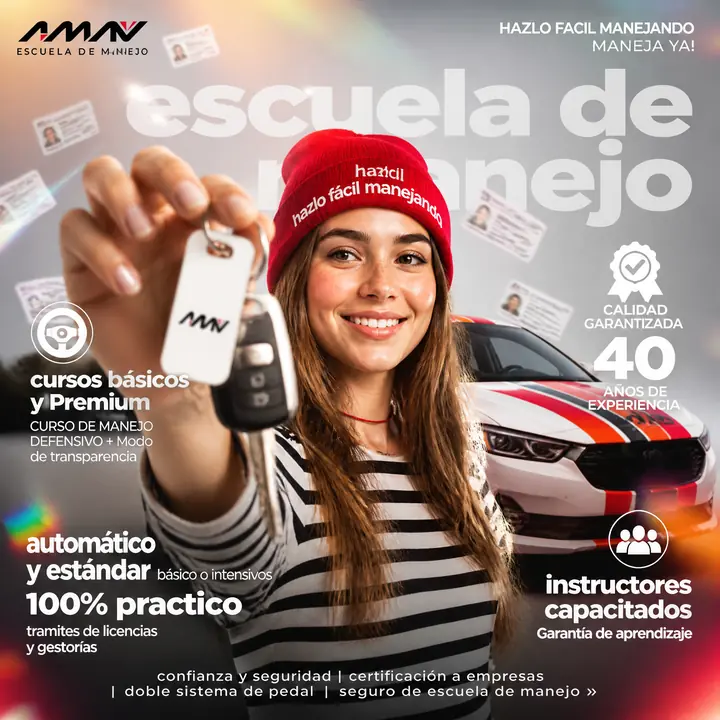 AMAV
ESCUELA DE MANEJO
HAZLO FACIL MANEJANDO
MANEJA YA!
escuela de
manejo
hazlo fácil manejando
AMAV
CALIDAD
GARANTIZADA
40
AÑOS DE
EXPERIENCIA
cursos básicos
y Premium
CURSO DE MANEJO
DEFENSIVO + Modo
de transparencia
automático
y estándar básico o intensivos
100% practico
tramites de licencias
y gestorías
instructores
capacitados
Garantía de aprendizaje
confianza y seguridad | certificación a empresas
| doble sistema de pedal | seguro de escuela de manejo »